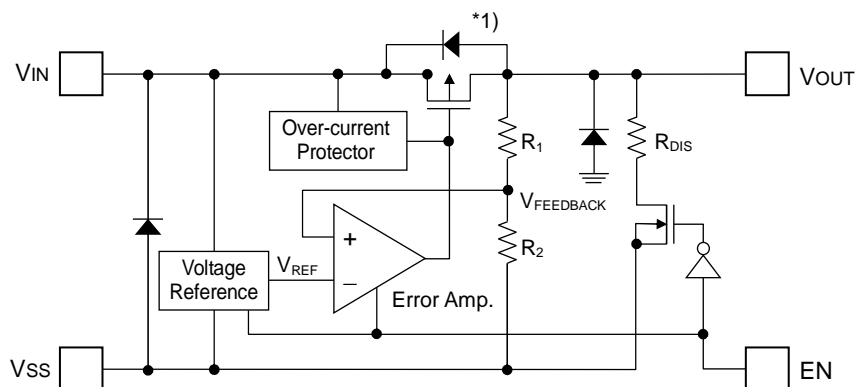 *1)
VIN
VOUT
Over-current
Protector
R1
RDIS
VFEEDBACK
+
Voltage
Reference
VREF
−
R2
Error Amp.
VSS
EN